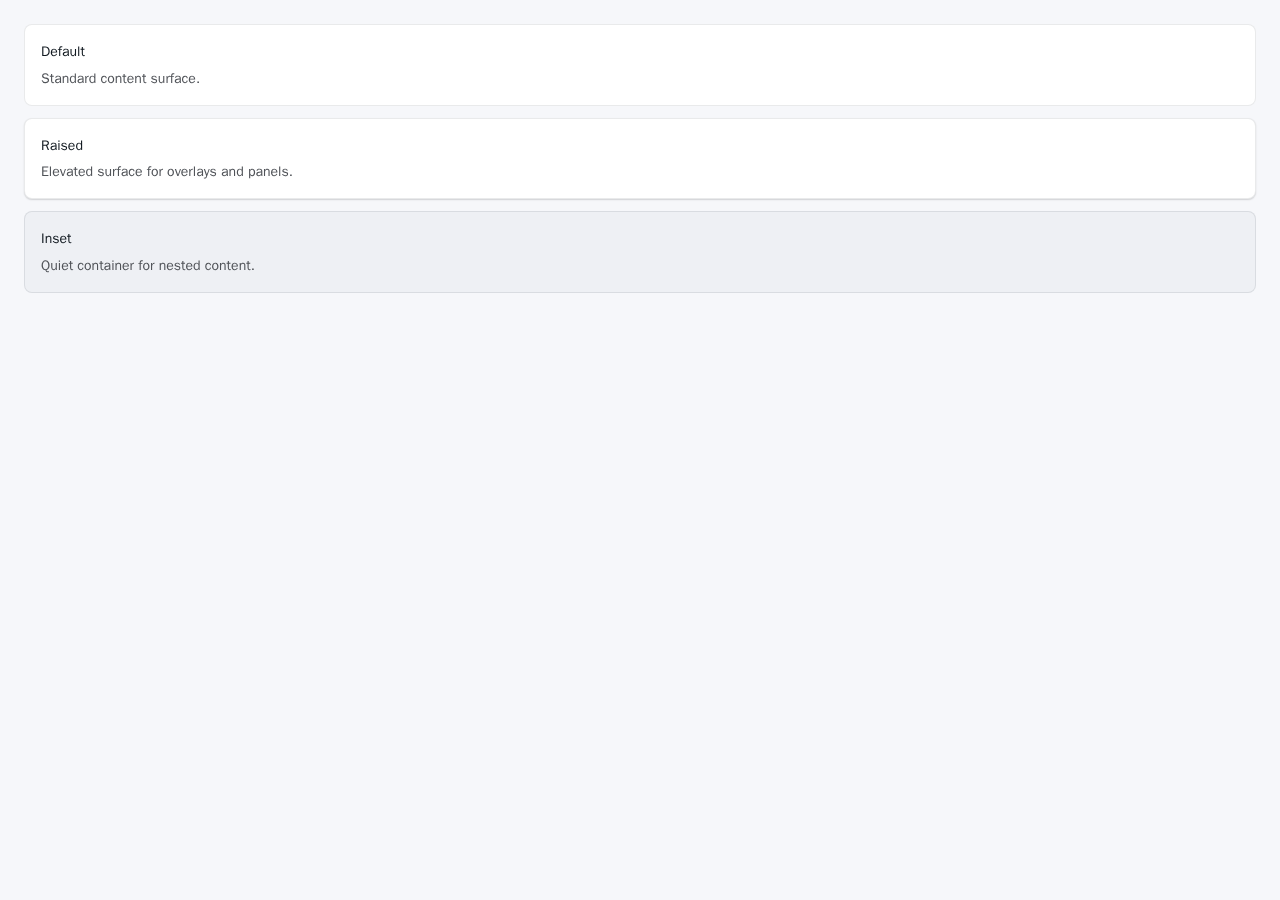 Default
Standard content surface.
Raised
Elevated surface for overlays and panels.
Inset
Quiet container for nested content.